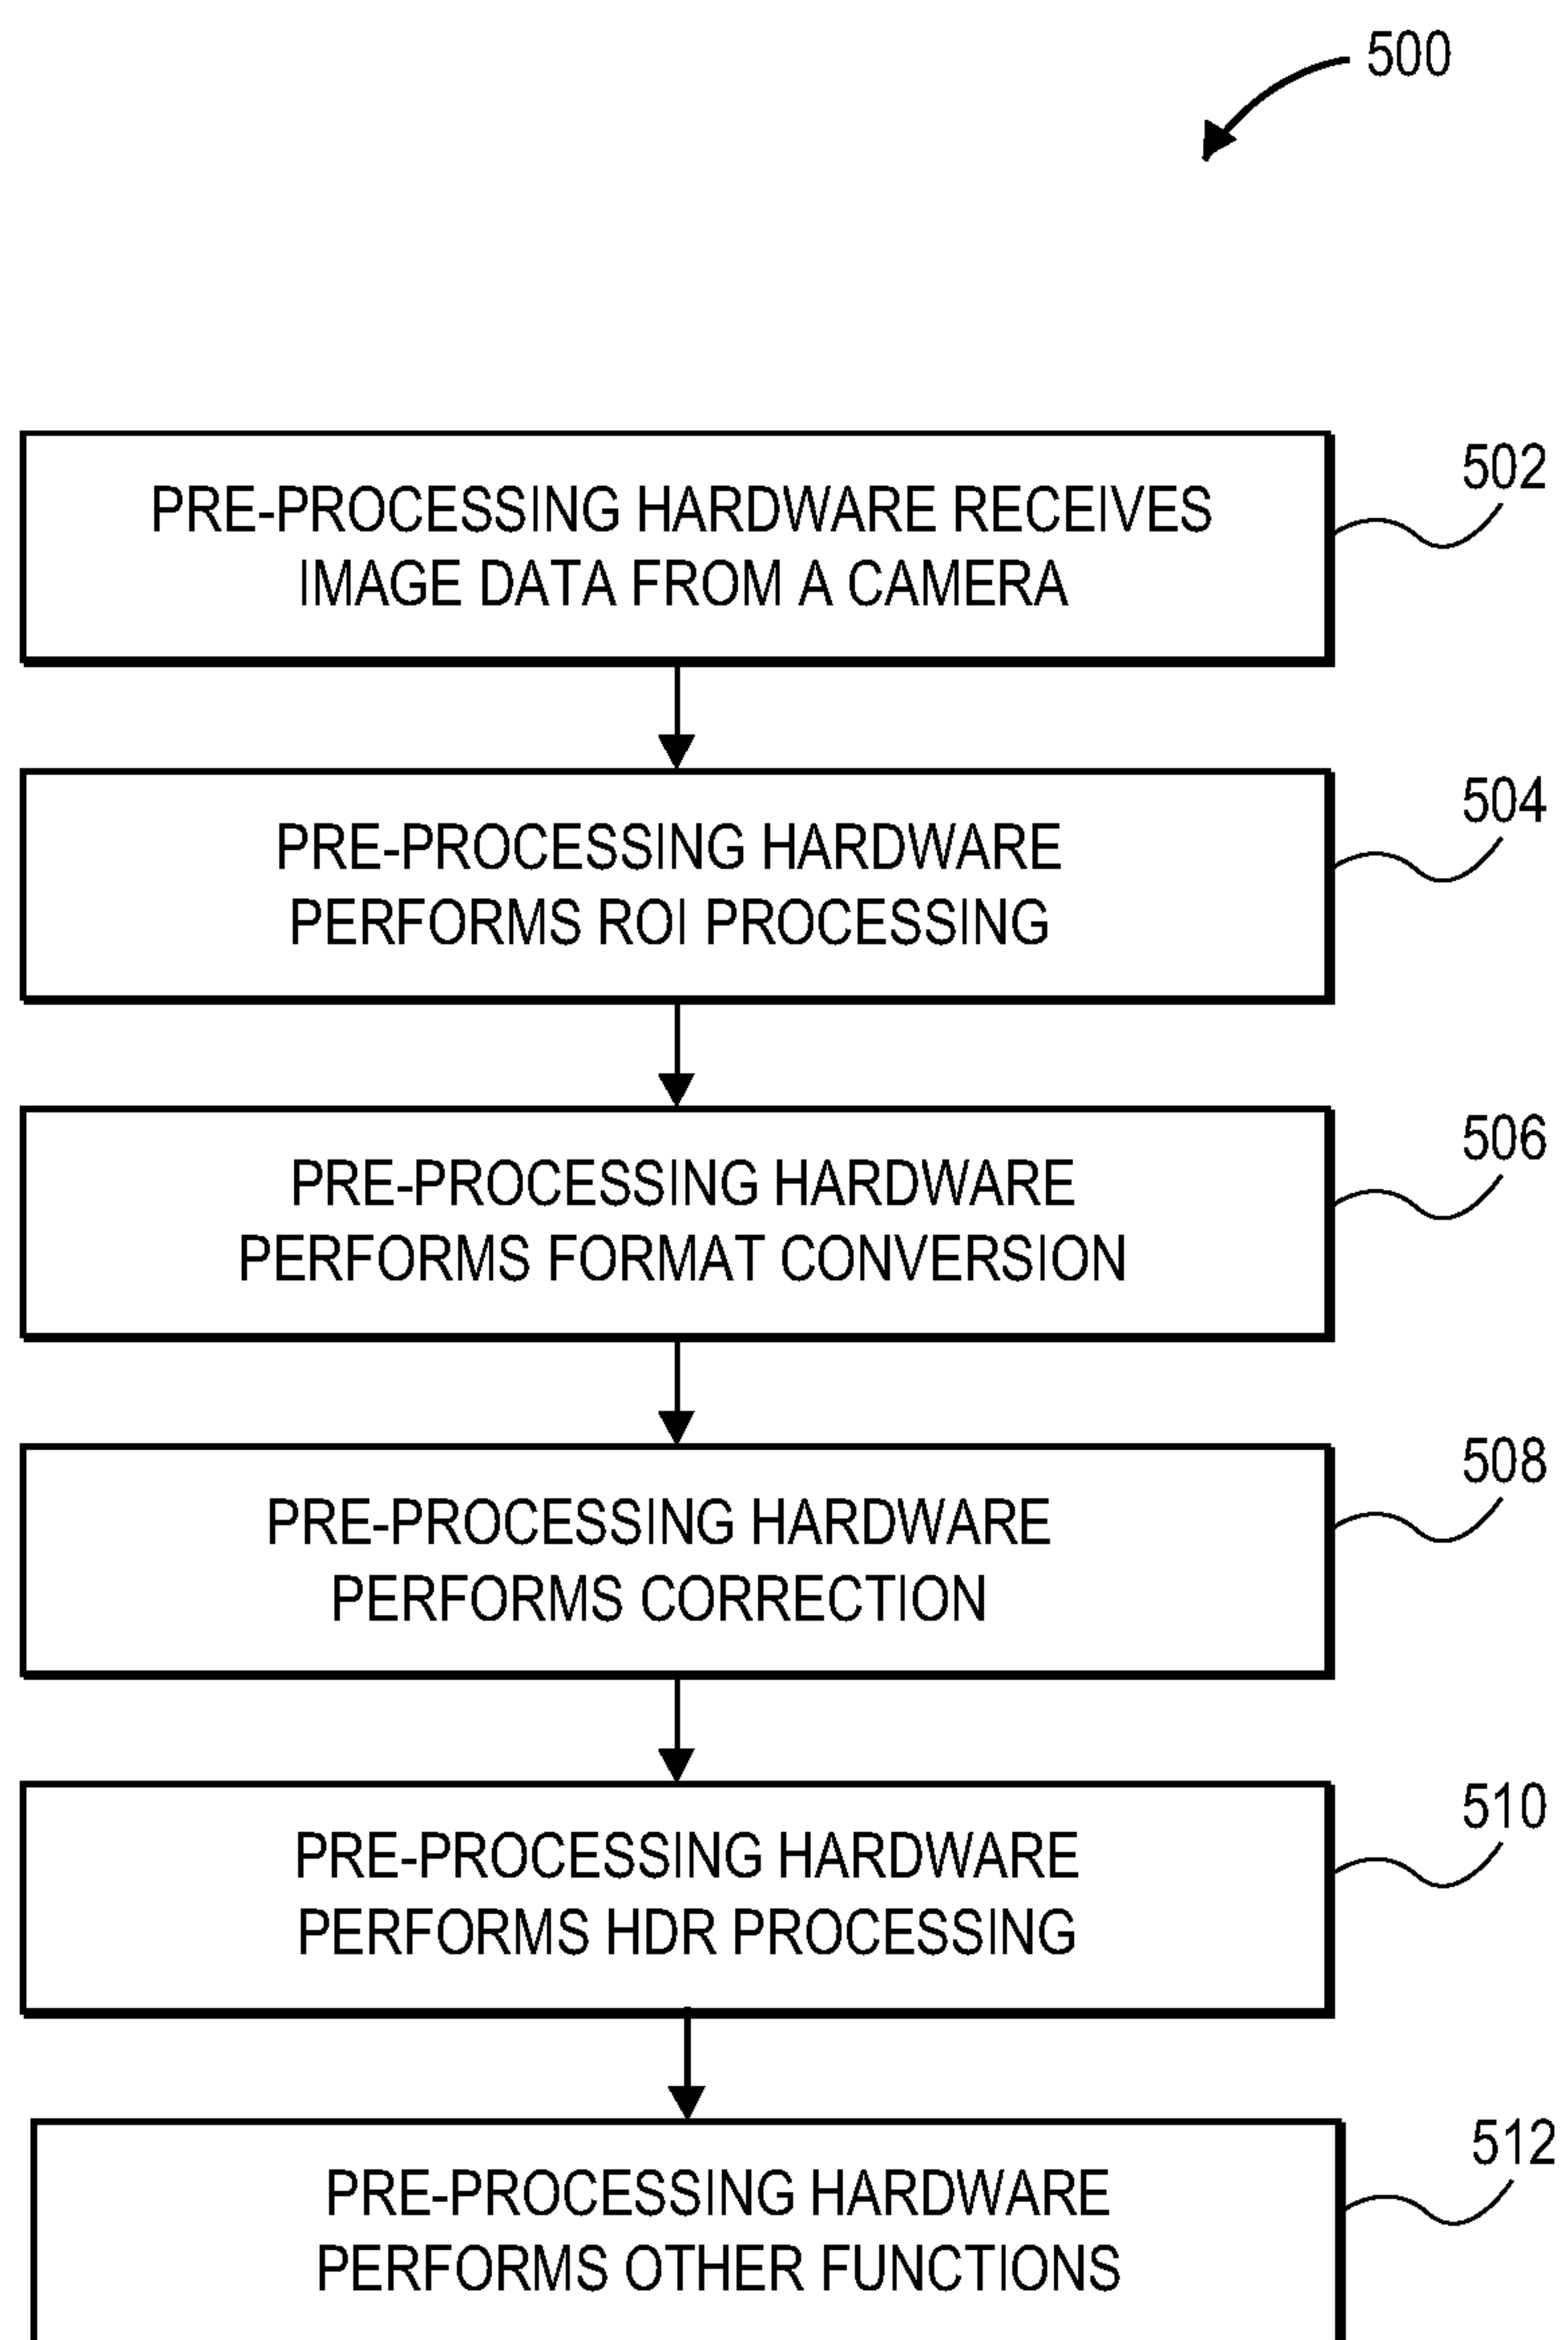 500
PRE-PROCESSING HARDWARE RECEIVES
IMAGE DATA FROM A CAMERA
502
PRE-PROCESSING HARDWARE
PERFORMS ROI PROCESSING
504
PRE-PROCESSING HARDWARE
PERFORMS FORMAT CONVERSION
506
PRE-PROCESSING HARDWARE
PERFORMS CORRECTION
508
PRE-PROCESSING HARDWARE
PERFORMS HDR PROCESSING
510
PRE-PROCESSING HARDWARE
PERFORMS OTHER FUNCTIONS
512